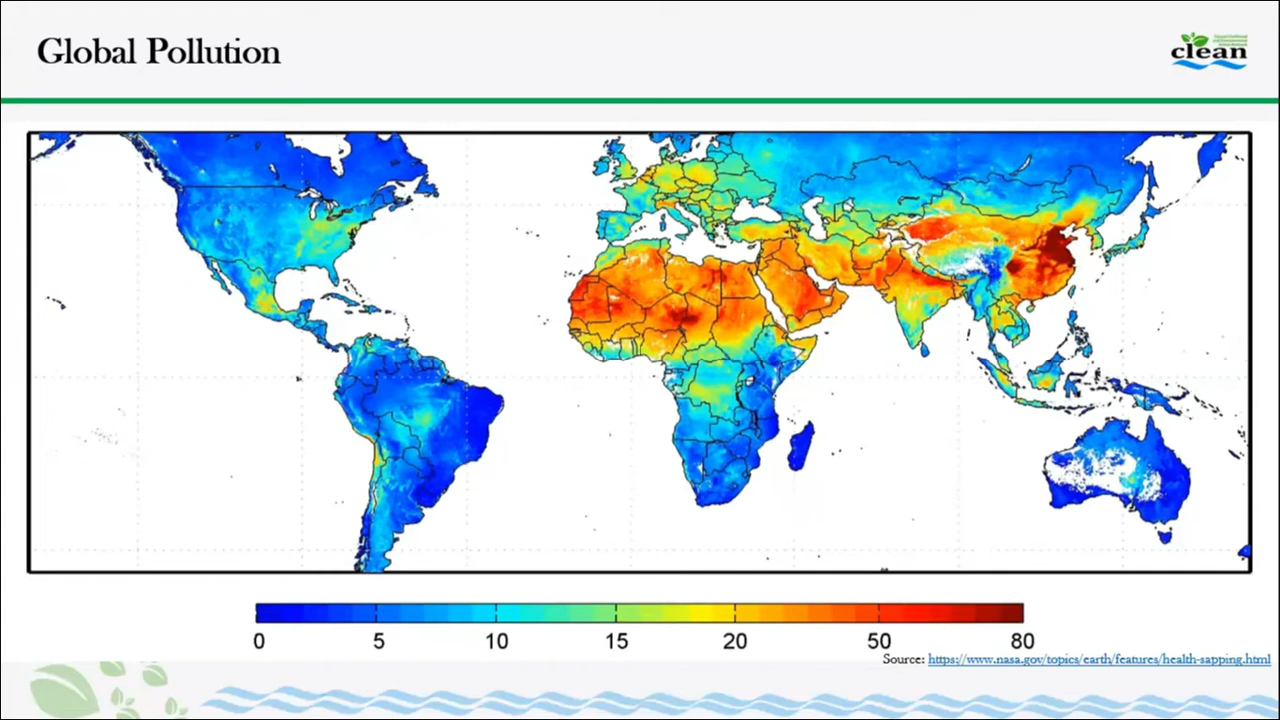 Global Pollution
clean
0 5 10 15 20 50 80
Source: https://www.nasa.gov/topics/earth/features/health-sapping.html